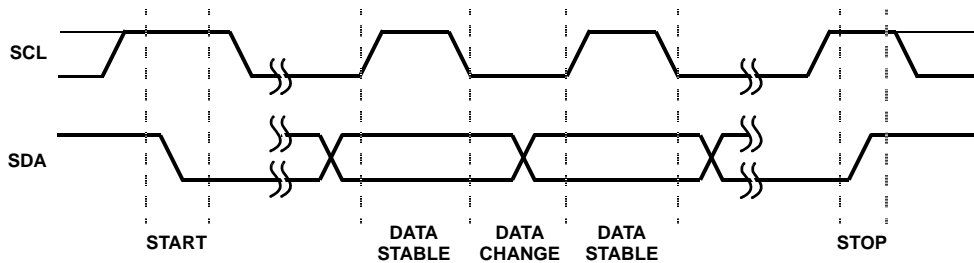 SCL
SDA
START
DATA
STABLE
DATA
CHANGE
DATA
STABLE
STOP